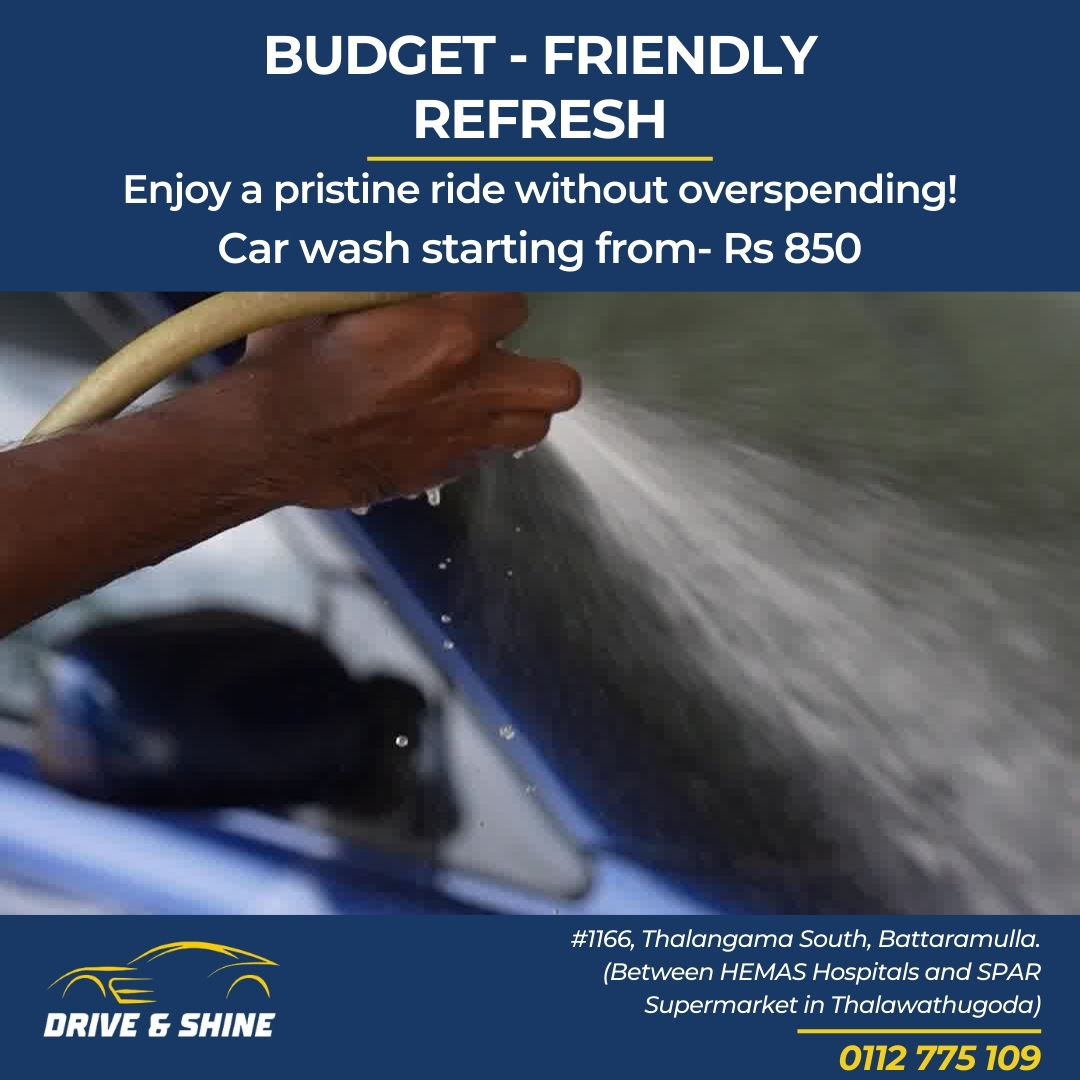 BUDGET - FRIENDLY
REFRESH
Enjoy a pristine ride without overspending!
Car wash starting from- Rs 850
#1166, Thalangama South, Battaramulla.
(Between HEMAS Hospitals and SPAR
Supermarket in Thalawathugoda)
DRIVE & SHINE
0112 775 109